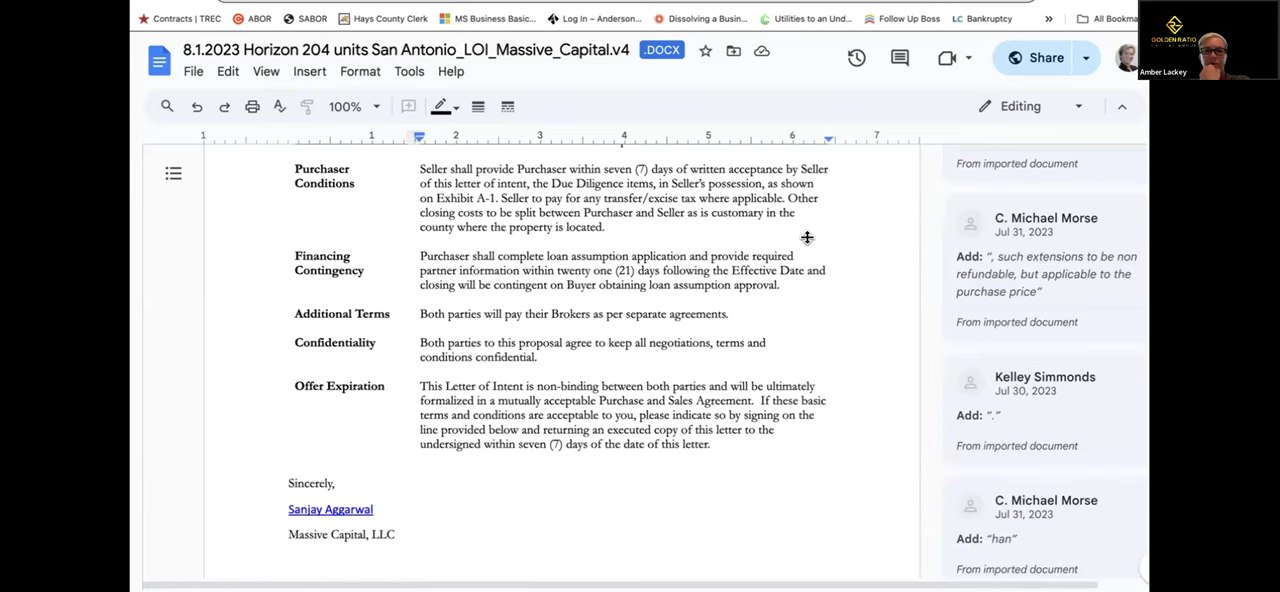 Contracts | TREC
ABOR
SABOR
Hays County Clerk
MS Business Basic...
Log In – Anderson...
Dissolving a Busin...
Utilities to an Und...
Follow Up Boss
LC Bankruptcy
»
All Bookma
8.1.2023 Horizon 204 units San Antonio_LOI_Massive_Capital.v4
.DOCX
Share
File Edit View Insert Format Tools Help
100%
Editing
1 1 2 3 4 5 6 7
GOLDEN RATIO
Amber Lackey
Purchaser Conditions
Seller shall provide Purchaser within seven (7) days of written acceptance by Seller
of this letter of intent, the Due Diligence items, in Seller's possession, as shown
on Exhibit A-1. Seller to pay for any transfer/excise tax where applicable. Other
closing costs to be split between Purchaser and Seller as is customary in the
county where the property is located.
Financing Contingency
Purchaser shall complete loan assumption application and provide required
partner information within twenty one (21) days following the Effective Date and
closing will be contingent on Buyer obtaining loan assumption approval.
Additional Terms
Both parties will pay their Brokers as per separate agreements.
Confidentiality
Both parties to this proposal agree to keep all negotiations, terms and
conditions confidential.
Offer Expiration
This Letter of Intent is non-binding between both parties and will be ultimately
formalized in a mutually acceptable Purchase and Sales Agreement. If these basic
terms and conditions are acceptable to you, please indicate so by signing on the
line provided below and returning an executed copy of this letter to the
undersigned within seven (7) days of the date of this letter.
Sincerely,
Sanjay Aggarwal
Massive Capital, LLC
From imported document
C. Michael Morse
Jul 31, 2023
Add: “, such extensions to be non
refundable, but applicable to the
purchase price”
From imported document
Kelley Simmonds
Jul 30, 2023
Add: “.”
From imported document
C. Michael Morse
Jul 31, 2023
Add: “han”
From imported document